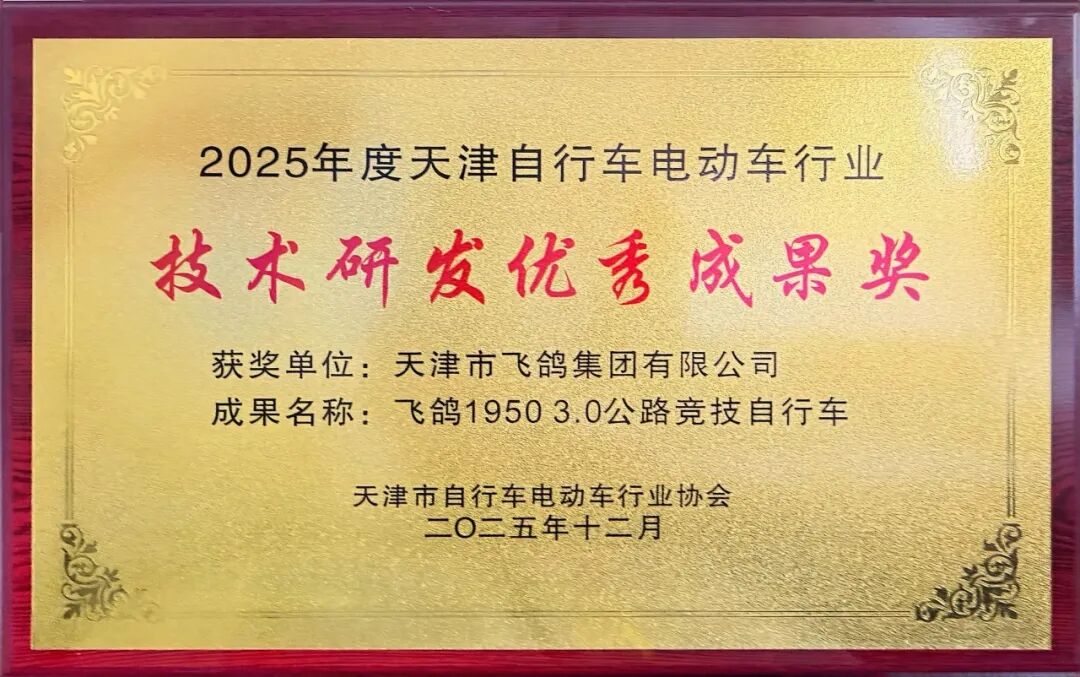 2025年度天津自行车电动车行业
技术研发优秀成果奖
获奖单位：天津市飞鸽集团有限公司
成果名称：飞鸽1950 3.0公路竞技自行车
天津市自行车电动车行业协会
二〇二五年十二月